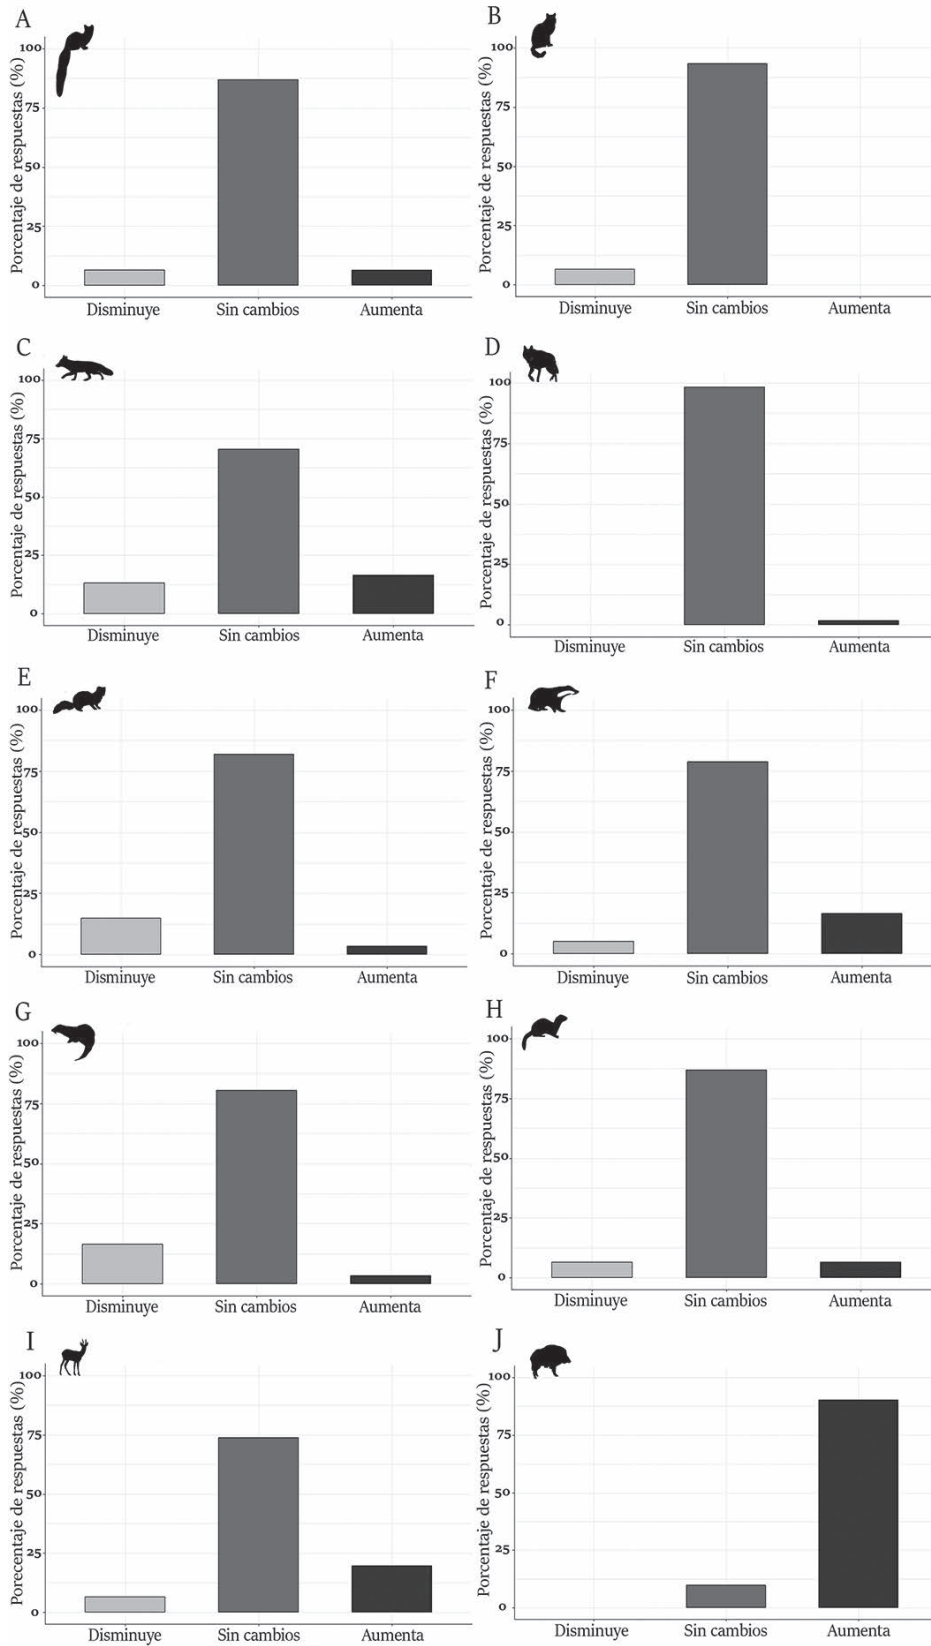 A
Porcentaje de respuestas (%)
100
75
50
25
0
Disminuye Sin cambios Aumenta
B
Porcentaje de respuestas (%)
100
75
50
25
0
Disminuye Sin cambios Aumenta
C
Porcentaje de respuestas (%)
100
75
50
25
0
Disminuye Sin cambios Aumenta
D
Porcentaje de respuestas (%)
100
75
50
25
0
Disminuye Sin cambios Aumenta
E
Porcentaje de respuestas (%)
100
75
50
25
0
Disminuye Sin cambios Aumenta
F
Porcentaje de respuestas (%)
100
75
50
25
0
Disminuye Sin cambios Aumenta
G
Porcentaje de respuestas (%)
100
75
50
25
0
Disminuye Sin cambios Aumenta
H
Porcentaje de respuestas (%)
100
75
50
25
0
Disminuye Sin cambios Aumenta
I
Porecentaje de respuestas (%)
100
75
50
25
0
Disminuye Sin cambios Aumenta
J
Porcentaje de respuestas (%)
100
75
50
25
0
Disminuye Sin cambios Aumenta